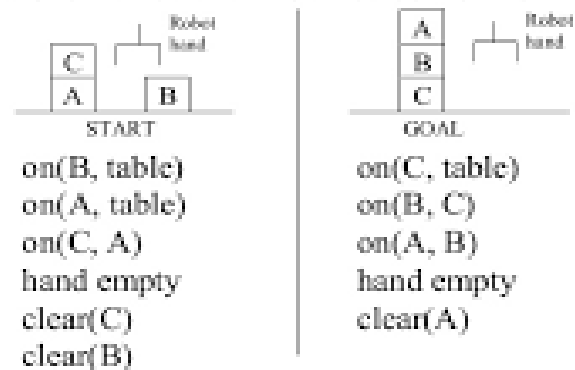 Robot
hand
C
A
B
START
on(B, table)
on(A, table)
on(C, A)
hand empty
clear(C)
clear(B)
Robot
hand
A
B
C
GOAL
on(C, table)
on(B, C)
on(A, B)
hand empty
clear(A)